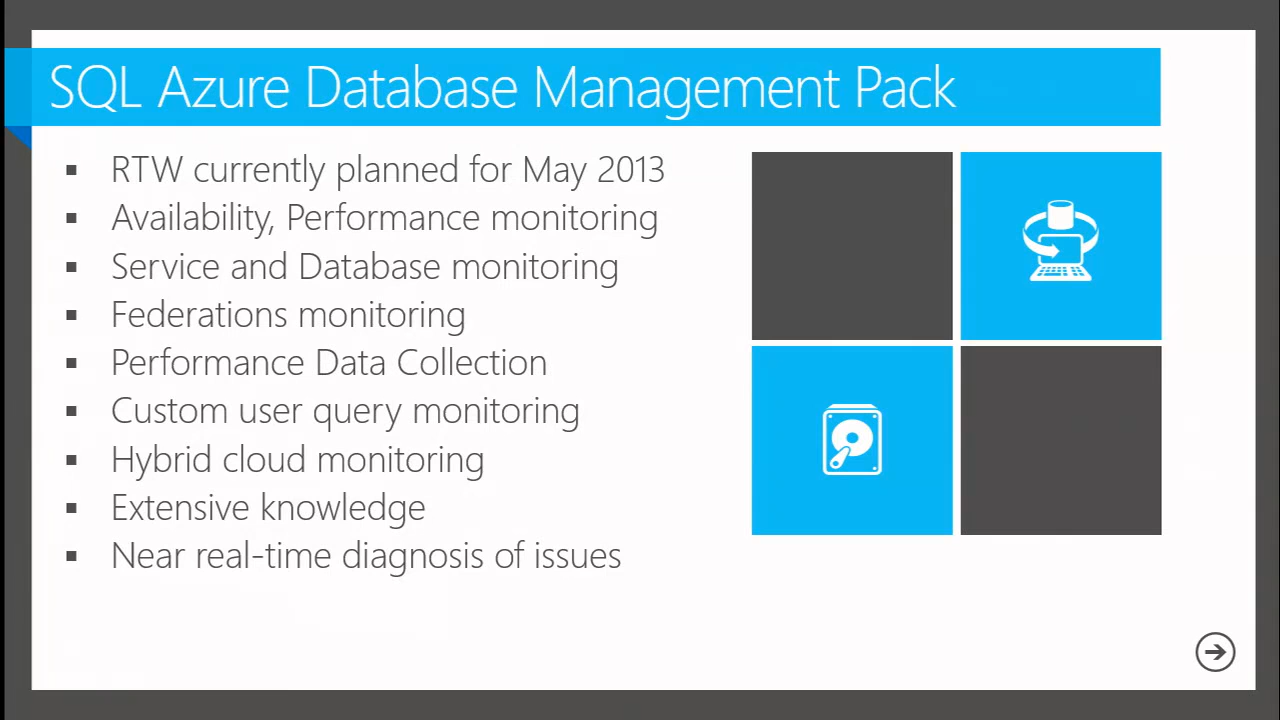 SQL Azure Database Management Pack
▪ RTW currently planned for May 2013
▪ Availability, Performance monitoring
▪ Service and Database monitoring
▪ Federations monitoring
▪ Performance Data Collection
▪ Custom user query monitoring
▪ Hybrid cloud monitoring
▪ Extensive knowledge
▪ Near real-time diagnosis of issues